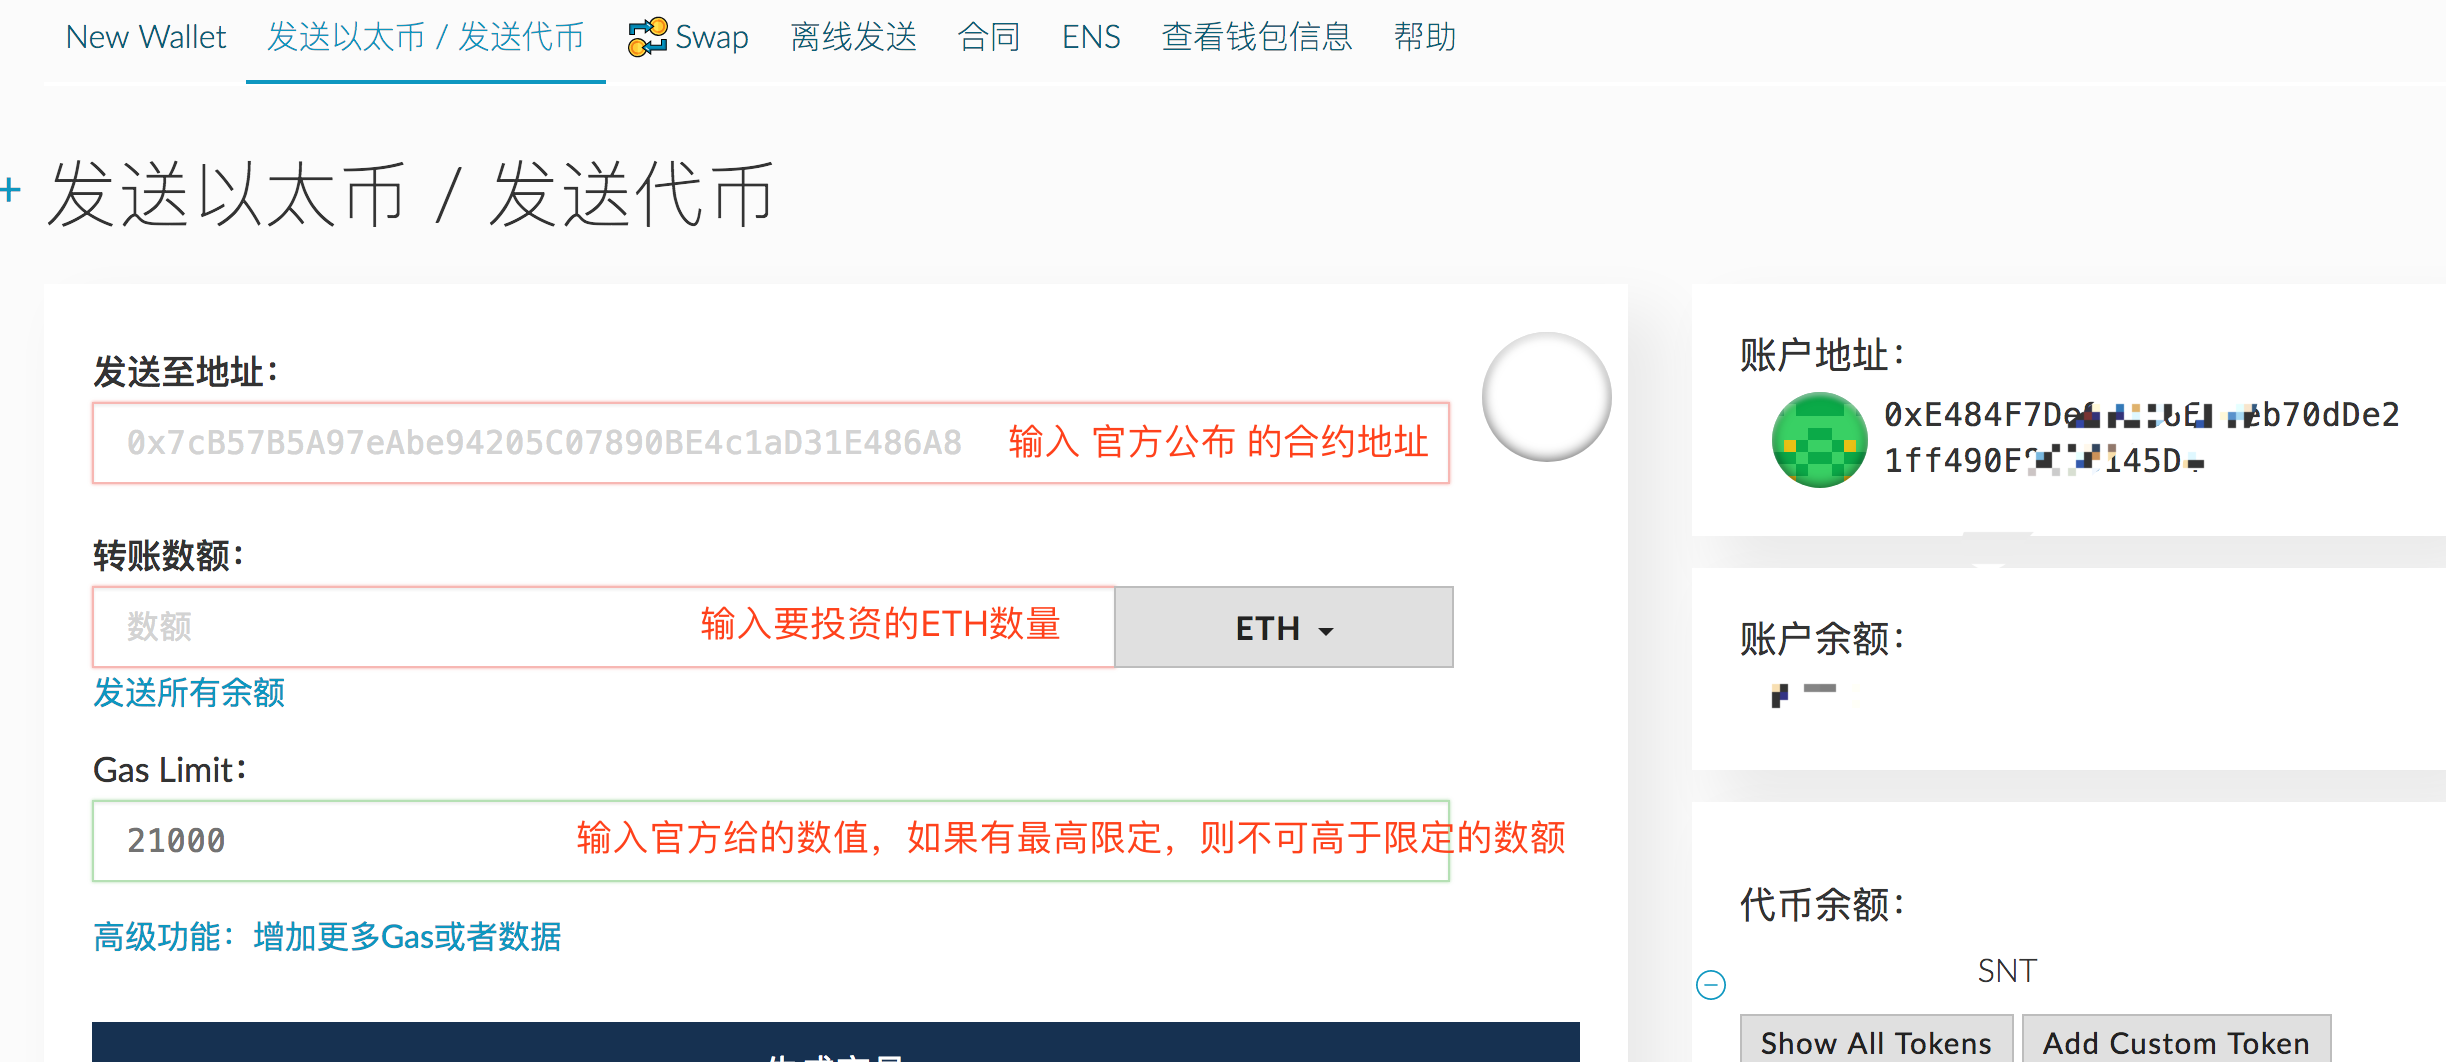 New Wallet 发送以太币 / 发送代币 Swap 离线发送 合同 ENS 查看钱包信息 帮助
+ 发送以太币 / 发送代币
发送至地址：
0x7cB57B5A97eAbe94205C07890BE4c1aD31E486A8 输入 官方公布 的合约地址
转账数额：
数额 输入要投资的ETH数量 ETH
发送所有余额
Gas Limit：
21000 输入官方给的数值，如果有最高限定，则不可高于限定的数额
高级功能：增加更多Gas或者数据
生成交易
账户地址：
0xE484F7De eb70dDe2
1ff490E 145D
账户余额：
代币余额：
SNT
Show All Tokens Add Custom Token